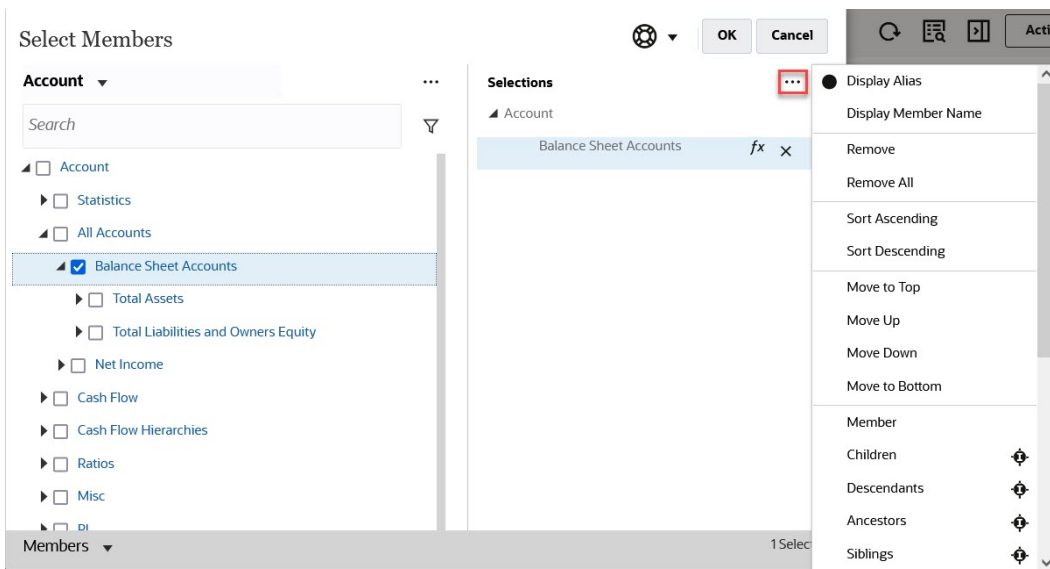 Select Members
OK
Cancel
Acti
Account
...
Search
Account
Statistics
All Accounts
Balance Sheet Accounts
Total Assets
Total Liabilities and Owners Equity
Net Income
Cash Flow
Cash Flow Hierarchies
Ratios
Misc
PL
Members
Selections
...
Account
Balance Sheet Accounts fx
1 Selec
Display Alias
Display Member Name
Remove
Remove All
Sort Ascending
Sort Descending
Move to Top
Move Up
Move Down
Move to Bottom
Member
Children
Descendants
Ancestors
Siblings